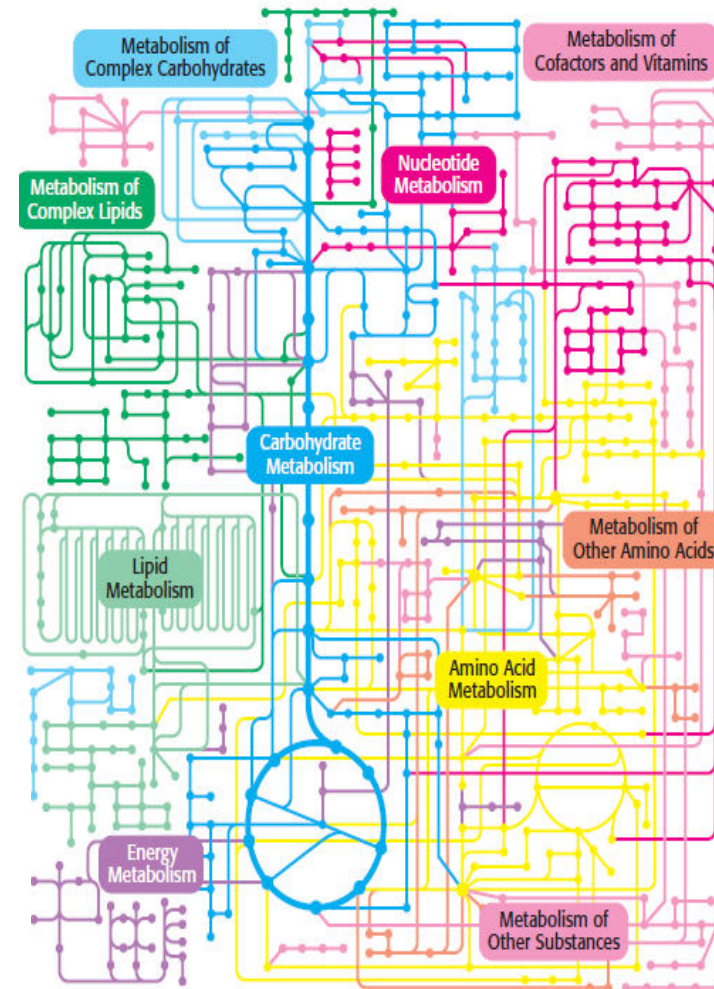 Metabolism of
Complex Carbohydrates
Metabolism of
Cofactors and Vitamins
Nucleotide
Metabolism
Metabolism of
Complex Lipids
Carbohydrate
Metabolism
Metabolism of
Other Amino Acids
Lipid
Metabolism
Amino Acid
Metabolism
Energy
Metabolism
Metabolism of
Other Substances